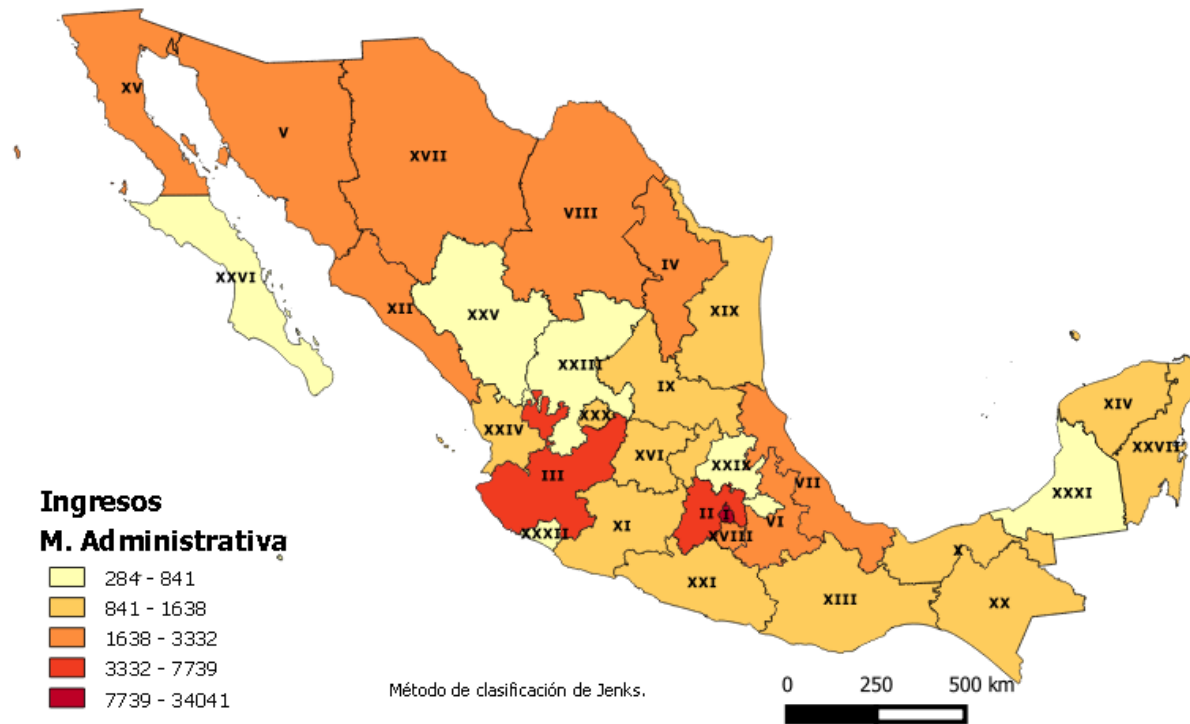 XV
V
XVII
VIII
IV
XXVI
XII
XXV
XIX
XXIII
IX
XXIV
XXX
XIV
XXVII
III
XVI
XXIX
XXXI
VII
II
I
VI
XXXII
XI
XVIII
X
XXI
XIII
XX
Ingresos
M. Administrativa
284 - 841
841 - 1638
1638 - 3332
3332 - 7739
7739 - 34041
Método de clasificación de Jenks.
0 250 500 km